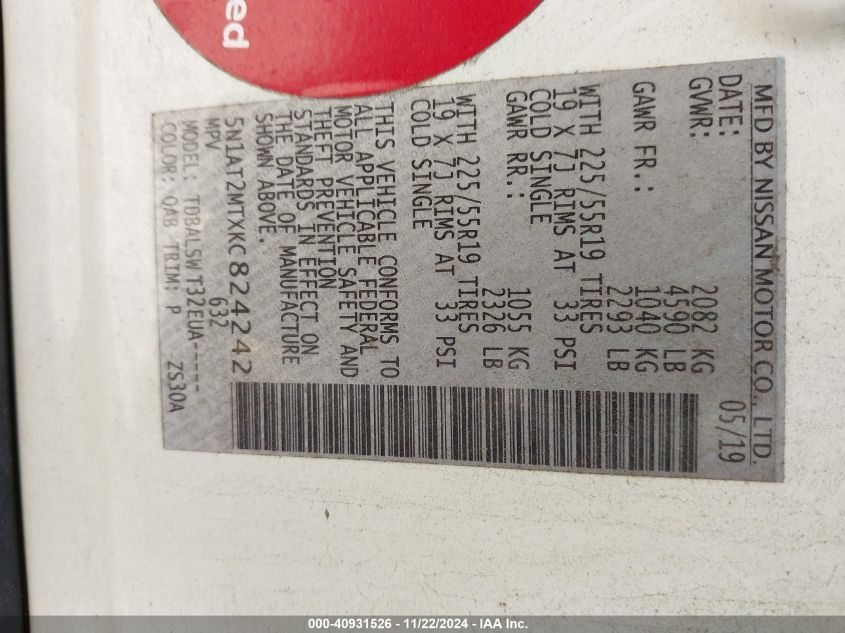 ed
MFD BY NISSAN MOTOR CO., LTD.
DATE: 05/19
GVWR: 2082 KG
4590 LB
GAWR FR.: 1040 KG
2293 LB
WITH 225/55R19 TIRES
19 X 7J RIMS AT 33 PSI
COLD SINGLE
GAWR RR.: 1055 KG
2326 LB
WITH 225/55R19 TIRES
19 X 7J RIMS AT 33 PSI
COLD SINGLE
THIS VEHICLE CONFORMS TO
ALL APPLICABLE FEDERAL
MOTOR VEHICLE SAFETY AND
THEFT PREVENTION
STANDARDS IN EFFECT ON
THE DATE OF MANUFACTURE
SHOWN ABOVE.
5N1AT2MTXKC824242
MPV 632
MODEL: TDBALSWT32EUA-----
COLOR: QAB TRIM: P ZS30A
000-40931526 - 11/22/2024 - IAA Inc.